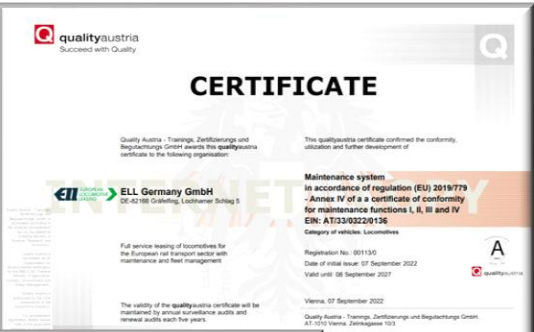 qualityaustria
Succeed with Quality
Q
CERTIFICATE
Quality Austria - Trainings, Zertifizierungs und
Begutachtungs GmbH awards this qualityaustria
certificate to the following organisation:
This qualityaustria certificate confirmed the conformity,
utilization and further development of
ELL EUROPEAN
LOCOMOTIVE
LEASING
ELL Germany GmbH
DE-82166 Gräfelfing, Lochhamer Schlag 5
Maintenance system
in accordance of regulation (EU) 2019/779
- Annex IV of a a certificate of conformity
for maintenance functions I, II, III and IV
EIN: AT/33/0322/0136
Category of vehicles: Locomotives
INTERNET COPY
Full service leasing of locomotives for
the European rail transport sector with
maintenance and fleet management
Registration No.: 00113/0
Date of initial issue: 07 September 2022
Valid until: 06 September 2027
A
qualityaustria
The validity of the qualityaustria certificate will be
maintained by annual surveillance audits and
renewal audits each five years.
Vienna, 07 September 2022
Quality Austria - Trainings, Zertifizierungs und Begutachtungs GmbH,
AT-1010 Vienna, Zelinkagasse 10/3